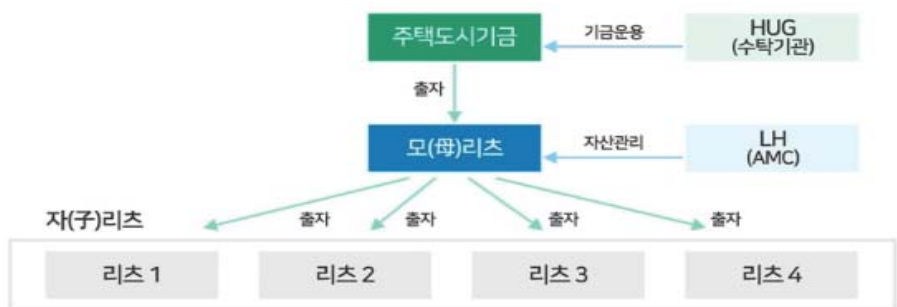 주택도시기금
기금운용
HUG
(수탁기관)
출자
모(母)리츠
자산관리
LH
(AMC)
자(子)리츠
출자
출자
출자
출자
리츠 1
리츠 2
리츠 3
리츠 4